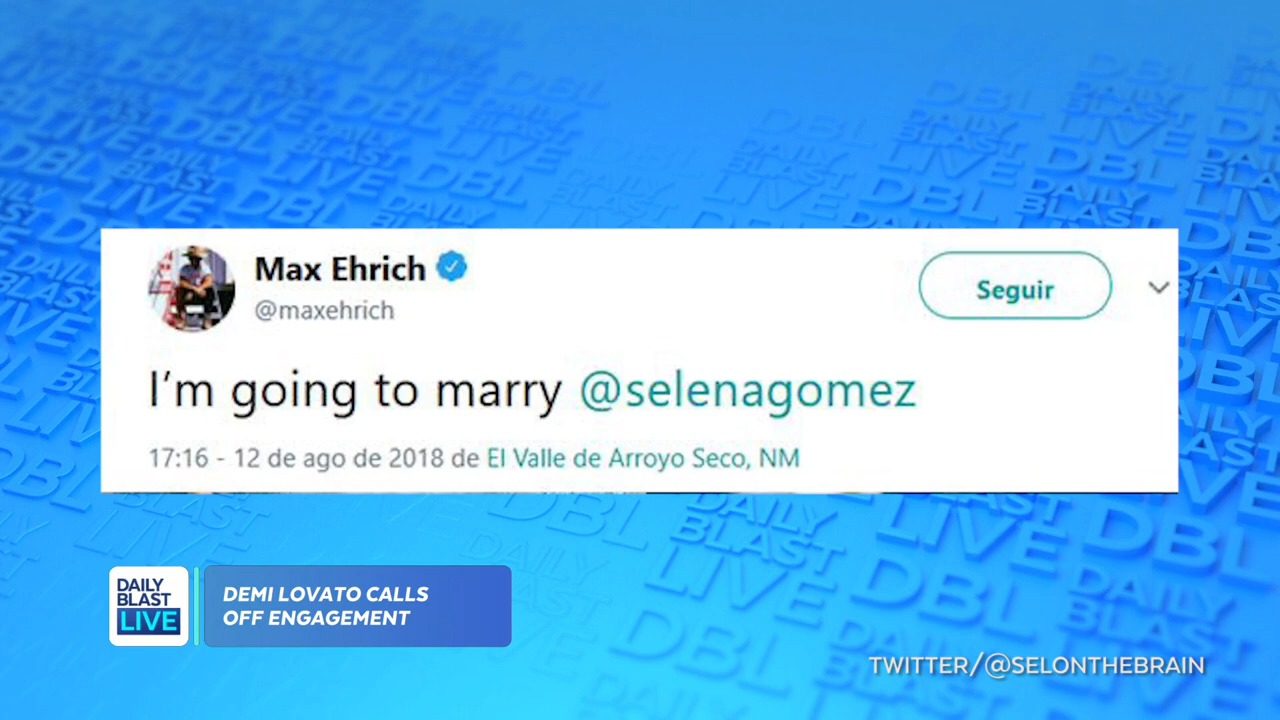 Max Ehrich
@maxehrich
Seguir
I'm going to marry @selenagomez
17:16 - 12 de ago de 2018 de El Valle de Arroyo Seco, NM
DAILY
BLAST
LIVE
DEMI LOVATO CALLS
OFF ENGAGEMENT
TWITTER/@SELONTHEBRAIN